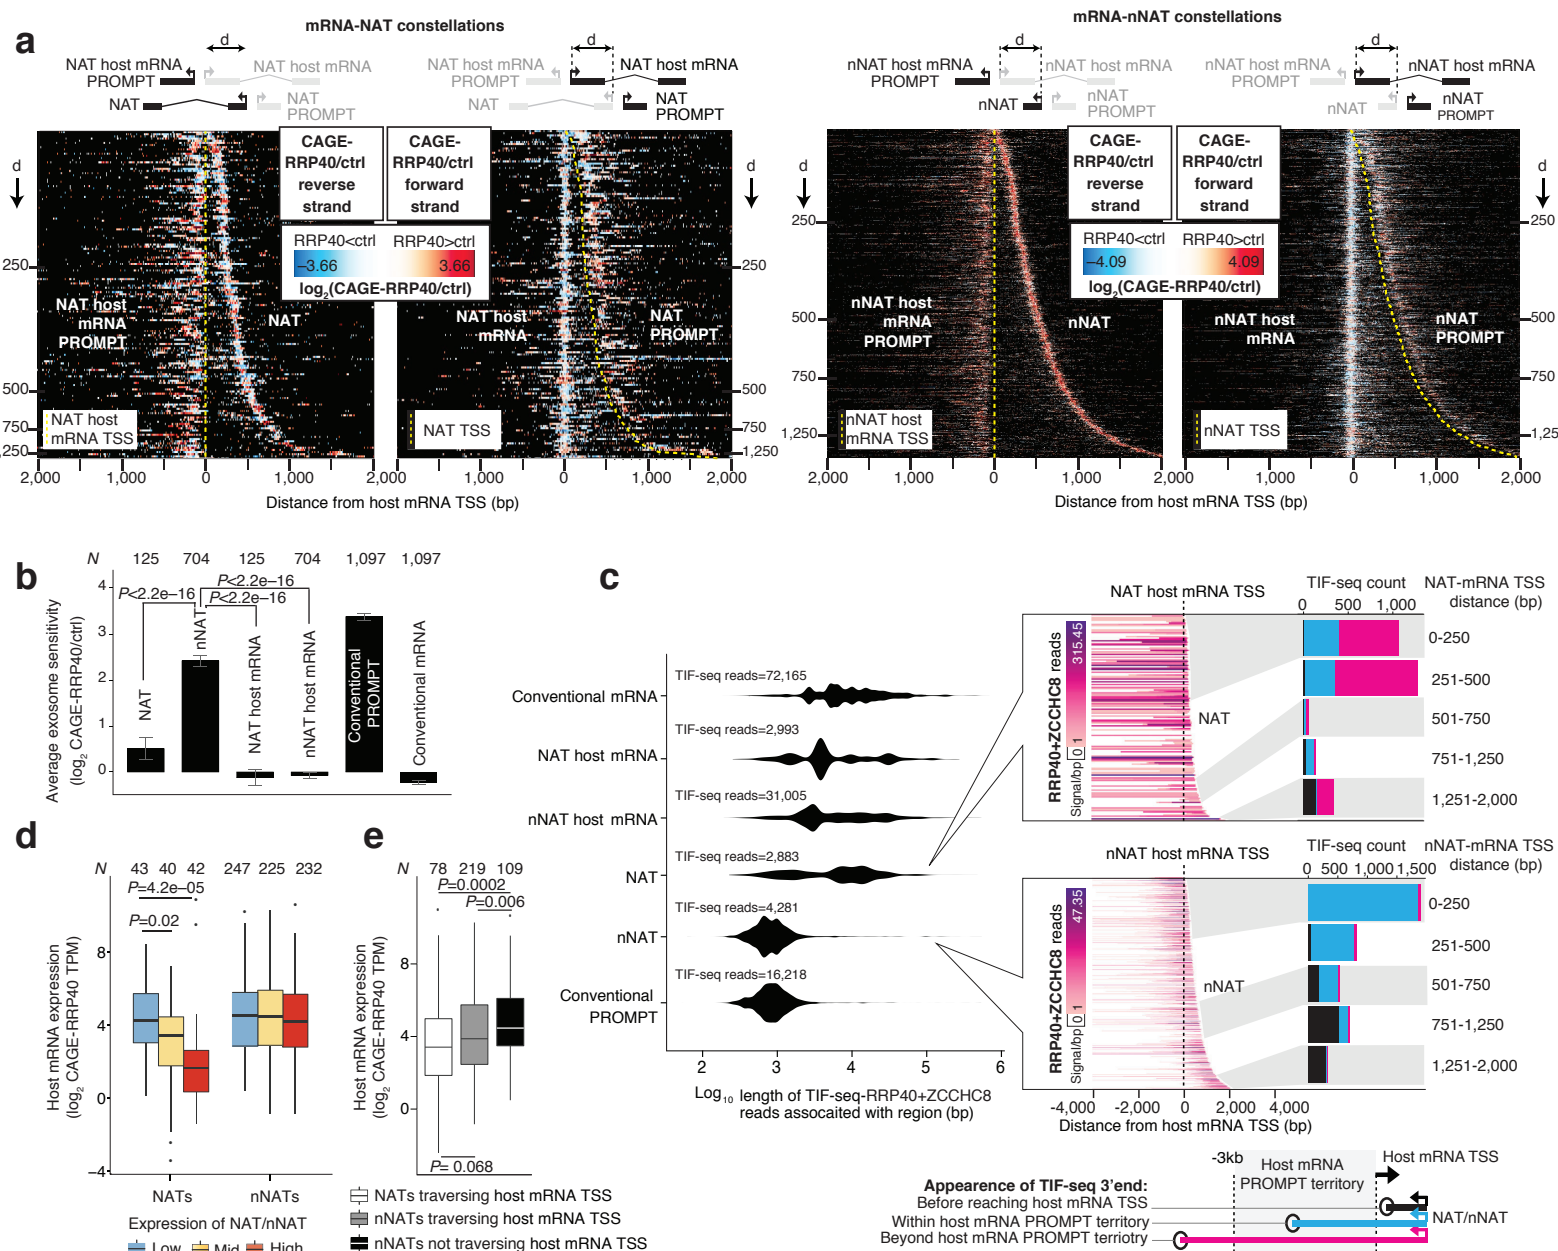 a
mRNA-NAT constellations
mRNA-nNAT constellations
d
d
d
d
NAT host mRNA
PROMPT
NAT host mRNA
NAT
NAT
PROMPT
NAT host mRNA
PROMPT
NAT host mRNA
NAT
NAT
PROMPT
nNAT host mRNA
PROMPT
nNAT host mRNA
nNAT
nNAT
PROMPT
nNAT host mRNA
PROMPT
nNAT host mRNA
nNAT
nNAT
PROMPT
CAGE-
RRP40/ctrl
reverse
strand
CAGE-
RRP40/ctrl
forward
strand
RRP40<ctrl RRP40>ctrl
–3.66 3.66
log2(CAGE-RRP40/ctrl)
CAGE-
RRP40/ctrl
reverse
strand
CAGE-
RRP40/ctrl
forward
strand
RRP40<ctrl RRP40>ctrl
–4.09 4.09
log2(CAGE-RRP40/ctrl)
d
d
d
d
250
500
750
,250
250
500
750
1,250
250
500
750
1,250
250
500
750
1,25
NAT host
mRNA
PROMPT
NAT
NAT host
mRNA
NAT
PROMPT
nNAT host
mRNA
PROMPT
nNAT
nNAT host
mRNA
nNAT
PROMPT
NAT host
mRNA TSS
NAT TSS
nNAT host
mRNA TSS
nNAT TSS
2,000 1,000 0 1,000 2,000 1,000 0 1,000 2,000
Distance from host mRNA TSS (bp)
2,000 1,000 0 1,000 2,000 1,000 0 1,000 2,000
Distance from host mRNA TSS (bp)
b
N 125 704 125 704 1,097 1,097
Average exosome sensitivity
(log2 CAGE-RRP40/ctrl)
4
3
2
1
0
P<2.2e–16
P<2.2e–16
P<2.2e–16
NAT
nNAT
NAT host mRNA
nNAT host mRNA
Conventional
PROMPT
Conventional mRNA
c
Conventional mRNA
TIF-seq reads=72,165
NAT host mRNA
TIF-seq reads=2,993
nNAT host mRNA
TIF-seq reads=31,005
NAT
TIF-seq reads=2,883
nNAT
TIF-seq reads=4,281
Conventional
PROMPT
TIF-seq reads=16,218
2 3 4 5 6
Log10 length of TIF-seq-RRP40+ZCCHC8
reads assocaited with region (bp)
NAT host mRNA TSS
TIF-seq count
0 500 1,000
NAT-mRNA TSS
distance (bp)
RRP40+ZCCHC8 reads
Signal/bp 0 1 315.45
NAT
0-250
251-500
501-750
751-1,250
1,251-2,000
nNAT host mRNA TSS
TIF-seq count
0 500 1,000 1,500
nNAT-mRNA TSS
distance (bp)
RRP40+ZCCHC8 reads
Signal/bp 0 1 47.35
nNAT
0-250
251-500
501-750
751-1,250
1,251-2,000
-4,000 -2,000 0 2,000 4,000
Distance from host mRNA TSS (bp)
-3kb
Host mRNA
PROMPT territory
Host mRNA TSS
Appearence of TIF-seq 3'end:
Before reaching host mRNA TSS
Within host mRNA PROMPT territory
Beyond host mRNA PROMPT terriotry
NAT/nNAT
d
N 43 40 42 247 225 232
P=4.2e–05
P=0.02
Host mRNA expression
(log2 CAGE-RRP40 TPM)
8
4
0
–4
NATs nNATs
Expression of NAT/nNAT
Low Mid High
e
N 78 219 109
P=0.0002
P=0.006
Host mRNA expression
(log2 CAGE-RRP40 TPM)
8
4
0
P= 0.068
NATs traversing host mRNA TSS
nNATs traversing host mRNA TSS
nNATs not traversing host mRNA TSS